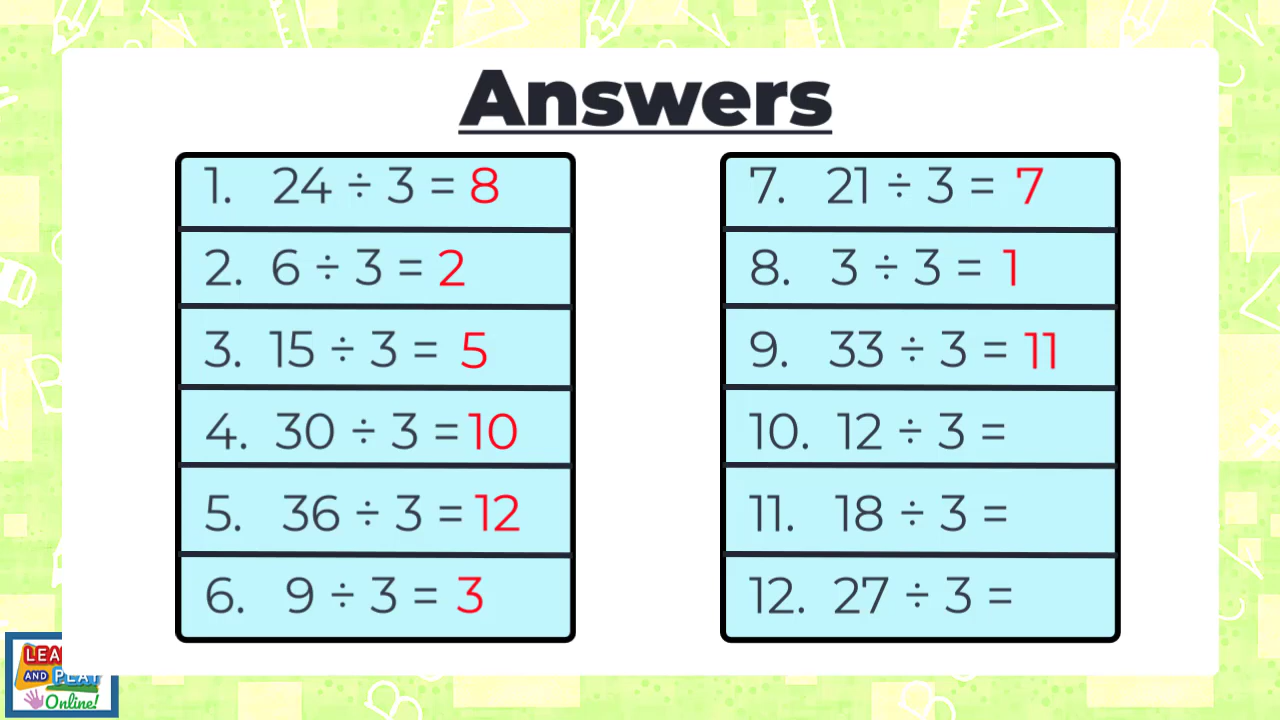 Answers
1. 24 ÷ 3 = 8
2. 6 ÷ 3 = 2
3. 15 ÷ 3 = 5
4. 30 ÷ 3 = 10
5. 36 ÷ 3 = 12
6. 9 ÷ 3 = 3
7. 21 ÷ 3 = 7
8. 3 ÷ 3 = 1
9. 33 ÷ 3 = 11
10. 12 ÷ 3 =
11. 18 ÷ 3 =
12. 27 ÷ 3 =
AND PLAY
Online!